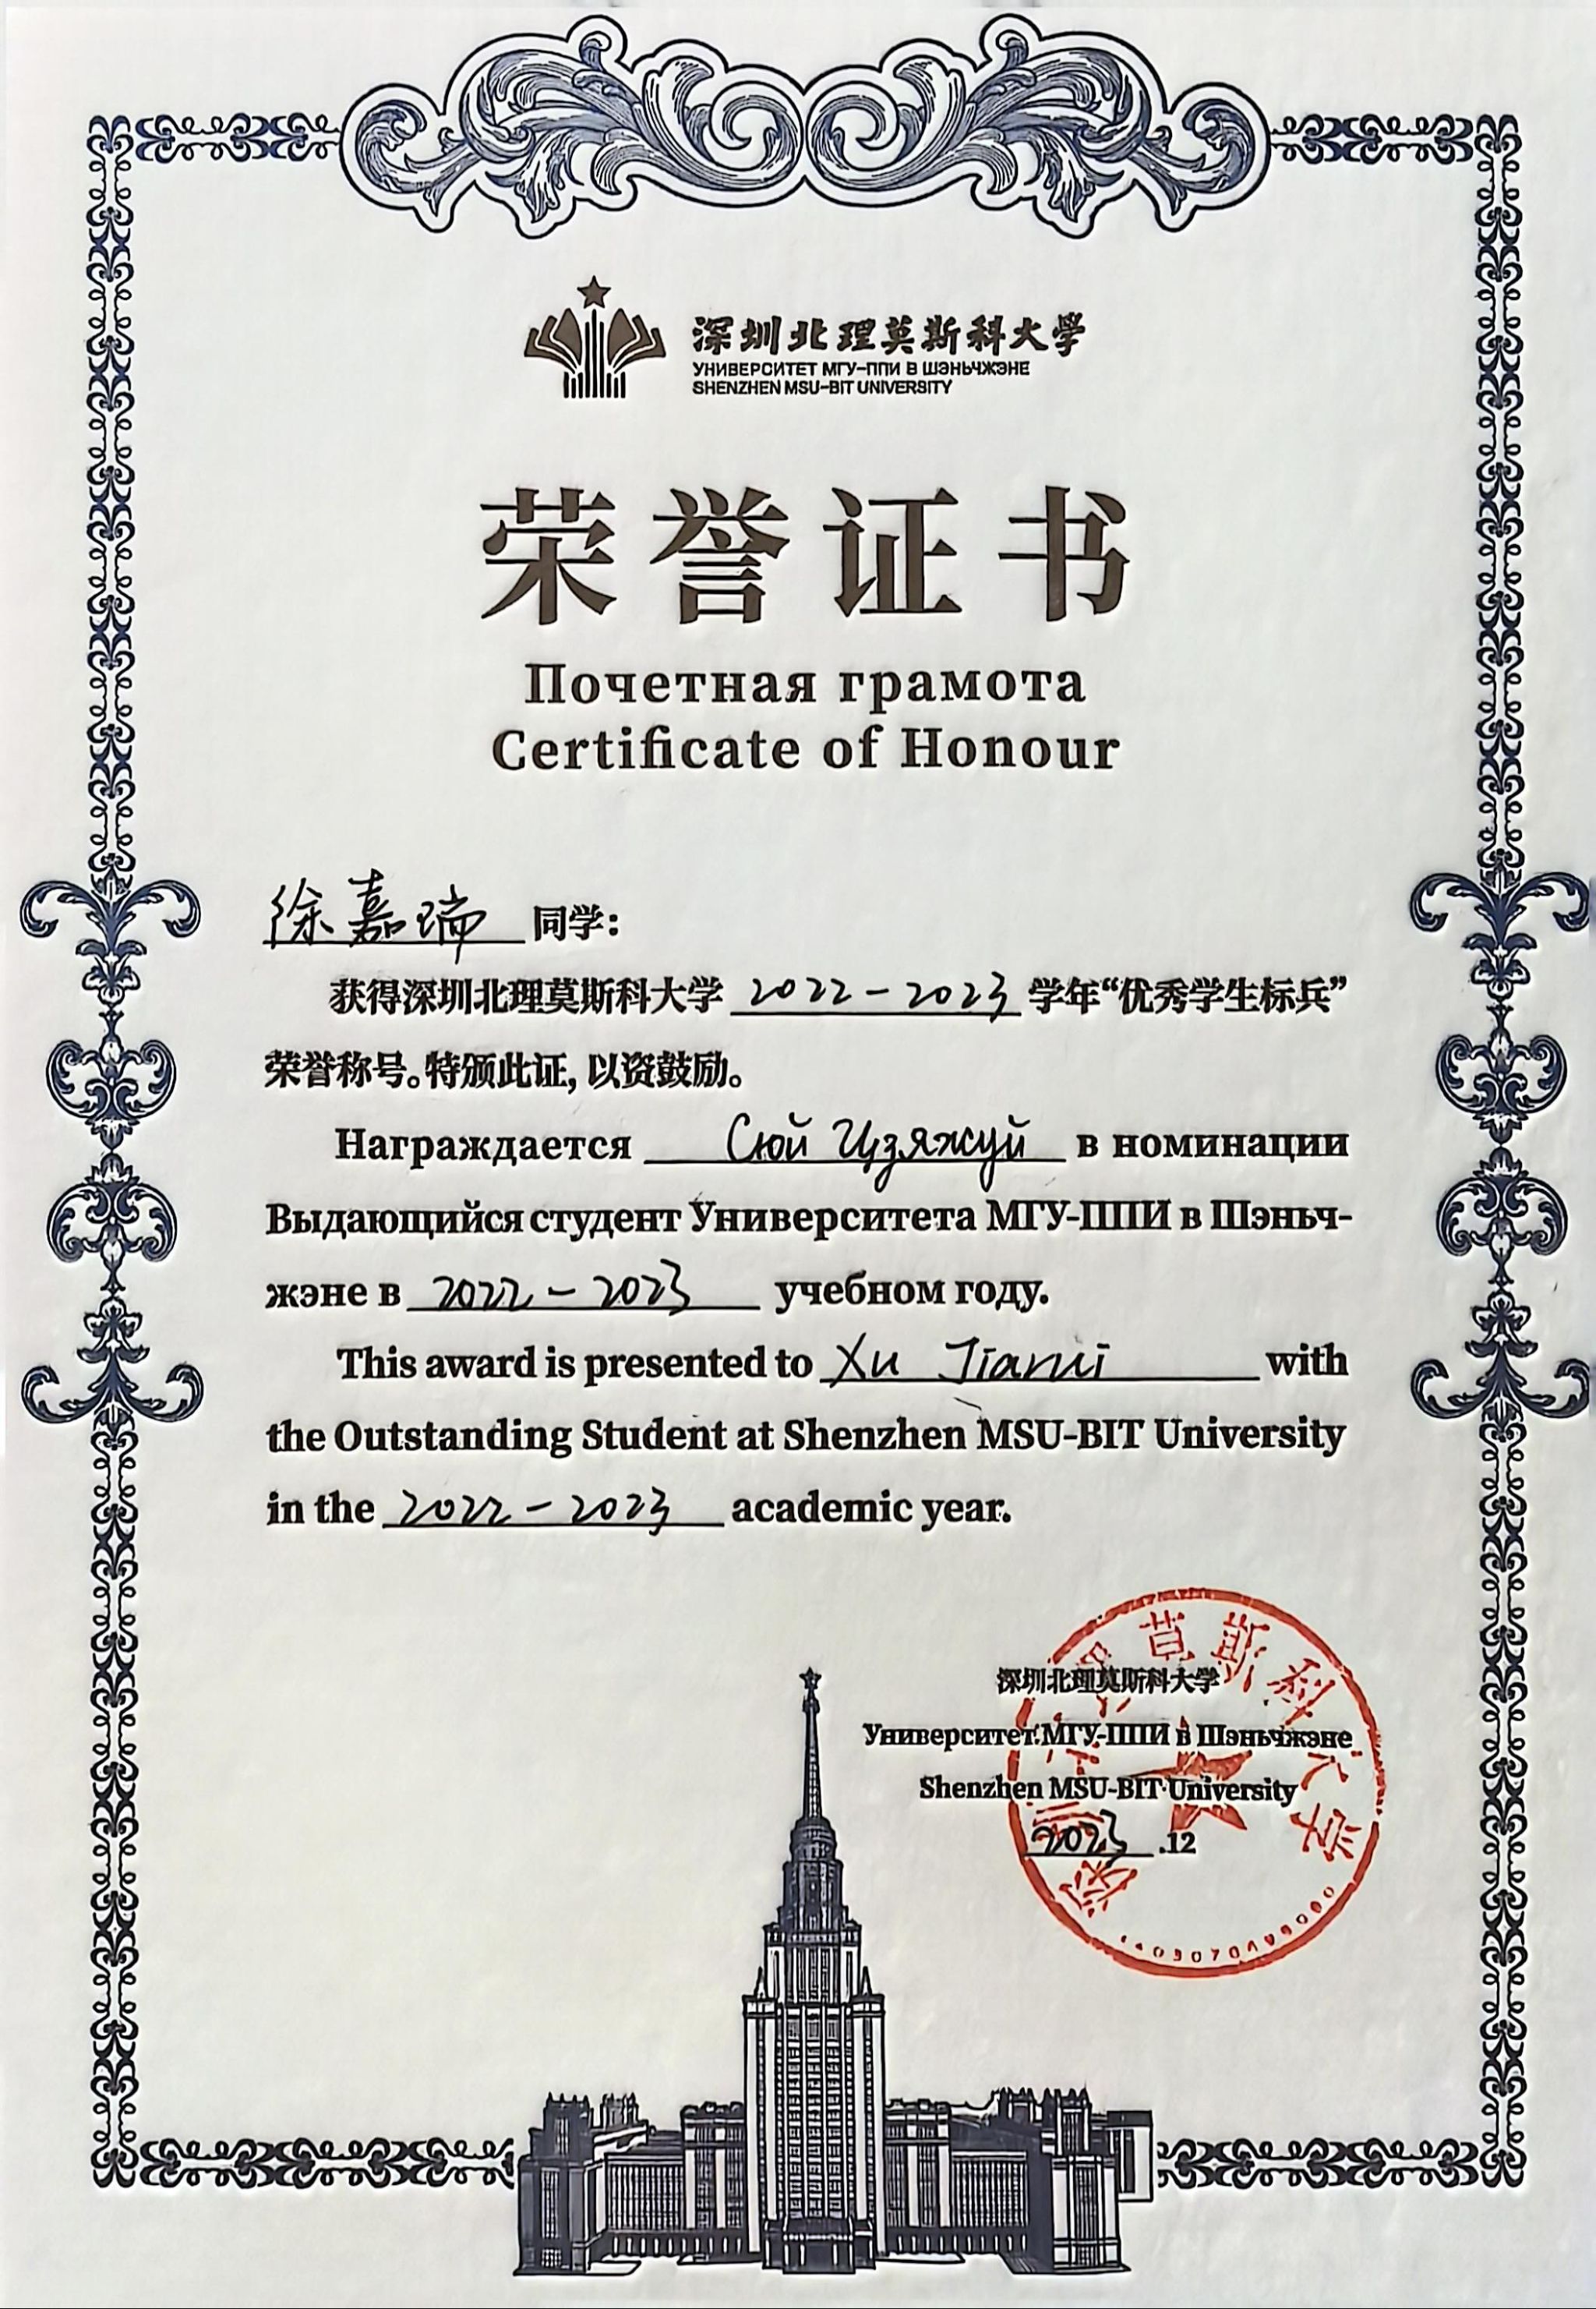 深圳北理莫斯科大學
УНИВЕРСИТЕТ МГУ-ППИ В ШЭНЬЧЖЭНЕ
SHENZHEN MSU-BIT UNIVERSITY
荣誉证书
Почетная грамота
Certificate of Honour
徐嘉瑞 同学：
获得深圳北理莫斯科大学 2022-2023 学年“优秀学生标兵”
荣誉称号。特颁此证，以资鼓励。
Награждается Сюй Цзяжуй в номинации
Выдающийся студент Университета МГУ-ППИ в Шэньч-
жэне в 2022-2023 учебном году.
This award is presented to Xu Jiarui with
the Outstanding Student at Shenzhen MSU-BIT University
in the 2022-2023 academic year.
深圳北理莫斯科大学
Университет МГУ-ППИ в Шэньчжэне
Shenzhen MSU-BIT University
2023.12